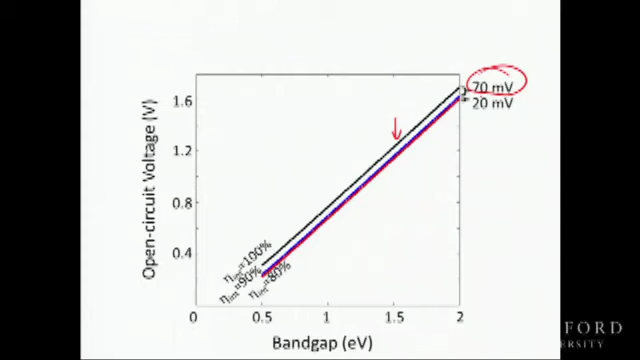 70 mV
20 mV
1.6
1.2
0.8
0.4
Open-circuit Voltage (V)
ηint=100%
ηint=90%
ηint=80%
0
0.5
1
1.5
2
Bandgap (eV)
FORD
ERSITY